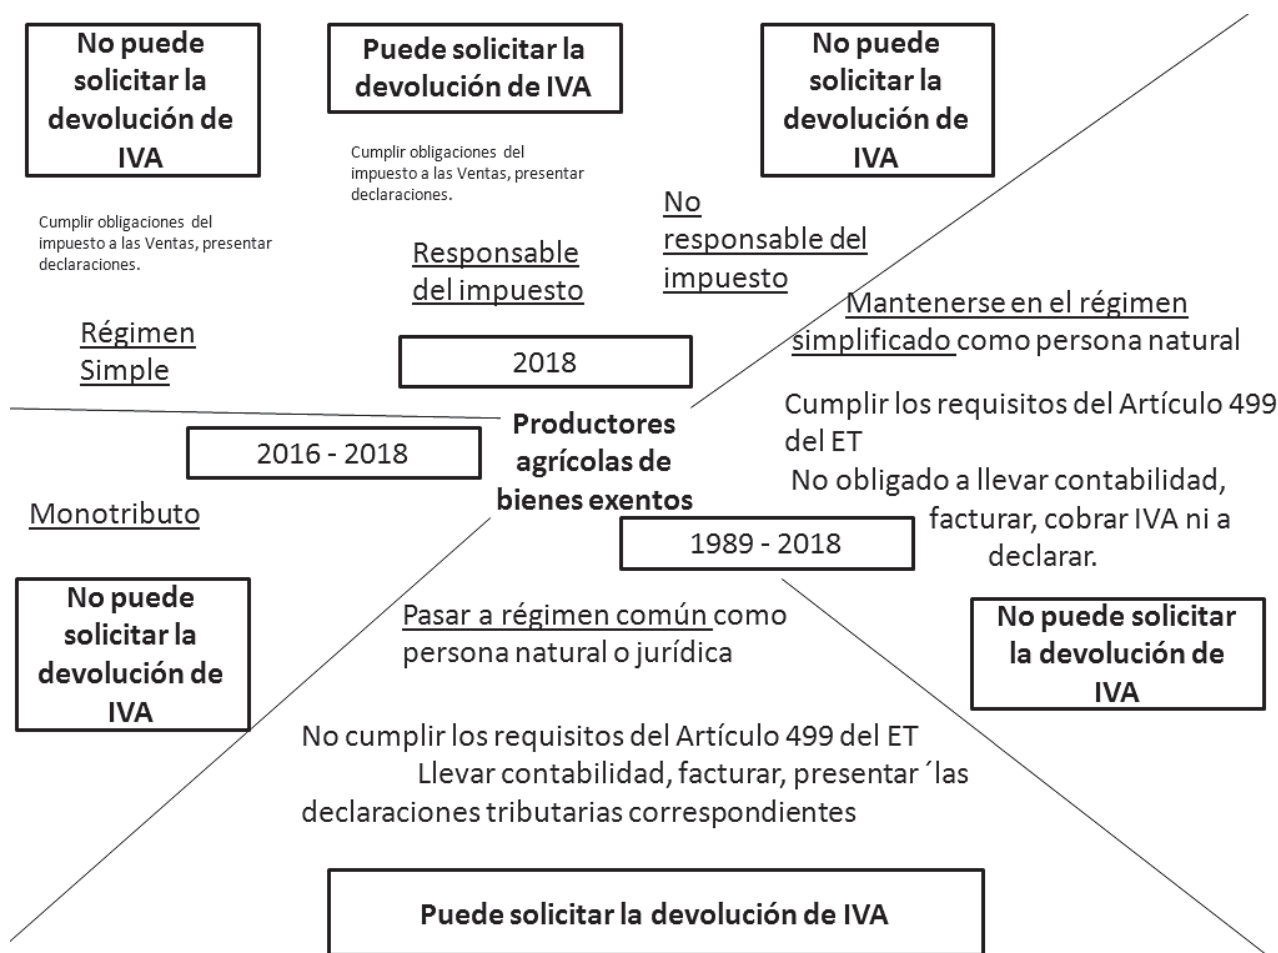 No puede
solicitar la
devolución de
IVA
Puede solicitar la
devolución de IVA
No puede
solicitar la
devolución de
IVA
Cumplir obligaciones del
impuesto a las Ventas, presentar
declaraciones.
Cumplir obligaciones del
impuesto a las Ventas, presentar
declaraciones.
No
responsable del
impuesto
Responsable
del impuesto
Régimen
Simple
2018
Mantenerse en el régimen
simplificado como persona natural
Cumplir los requisitos del Artículo 499
del ET
No obligado a llevar contabilidad,
facturar, cobrar IVA ni a
declarar.
Productores
agrícolas de
bienes exentos
2016 - 2018
Monotributo
1989 - 2018
No puede
solicitar la
devolución de
IVA
Pasar a régimen común como
persona natural o jurídica
No puede solicitar
la devolución de
IVA
No cumplir los requisitos del Artículo 499 del ET
Llevar contabilidad, facturar, presentar ´las
declaraciones tributarias correspondientes
Puede solicitar la devolución de IVA